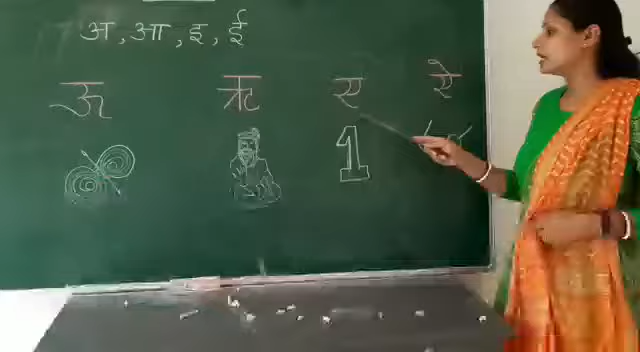 अ, आ, इ, ई
ऊ ऋ ए ऐ
1